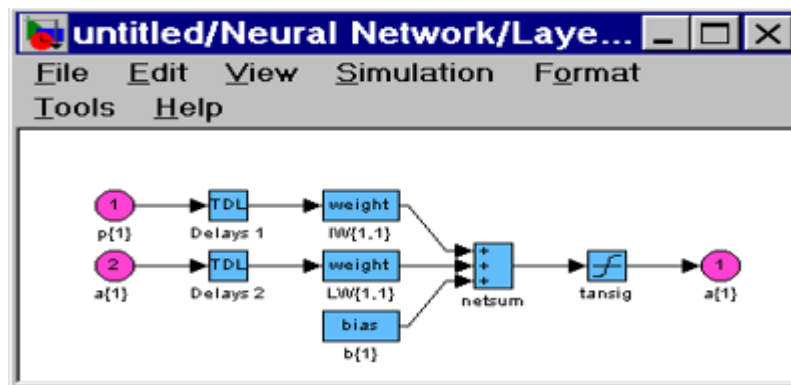 untitled/Neural Network/Laye...
File Edit View Simulation Format
Tools Help
1 TDL weight
p{1} Delays 1 IW{1,1}
+
2 TDL weight + 1
+
a{1} Delays 2 LW{1,1} netsum tansig a{1}
bias
b{1}